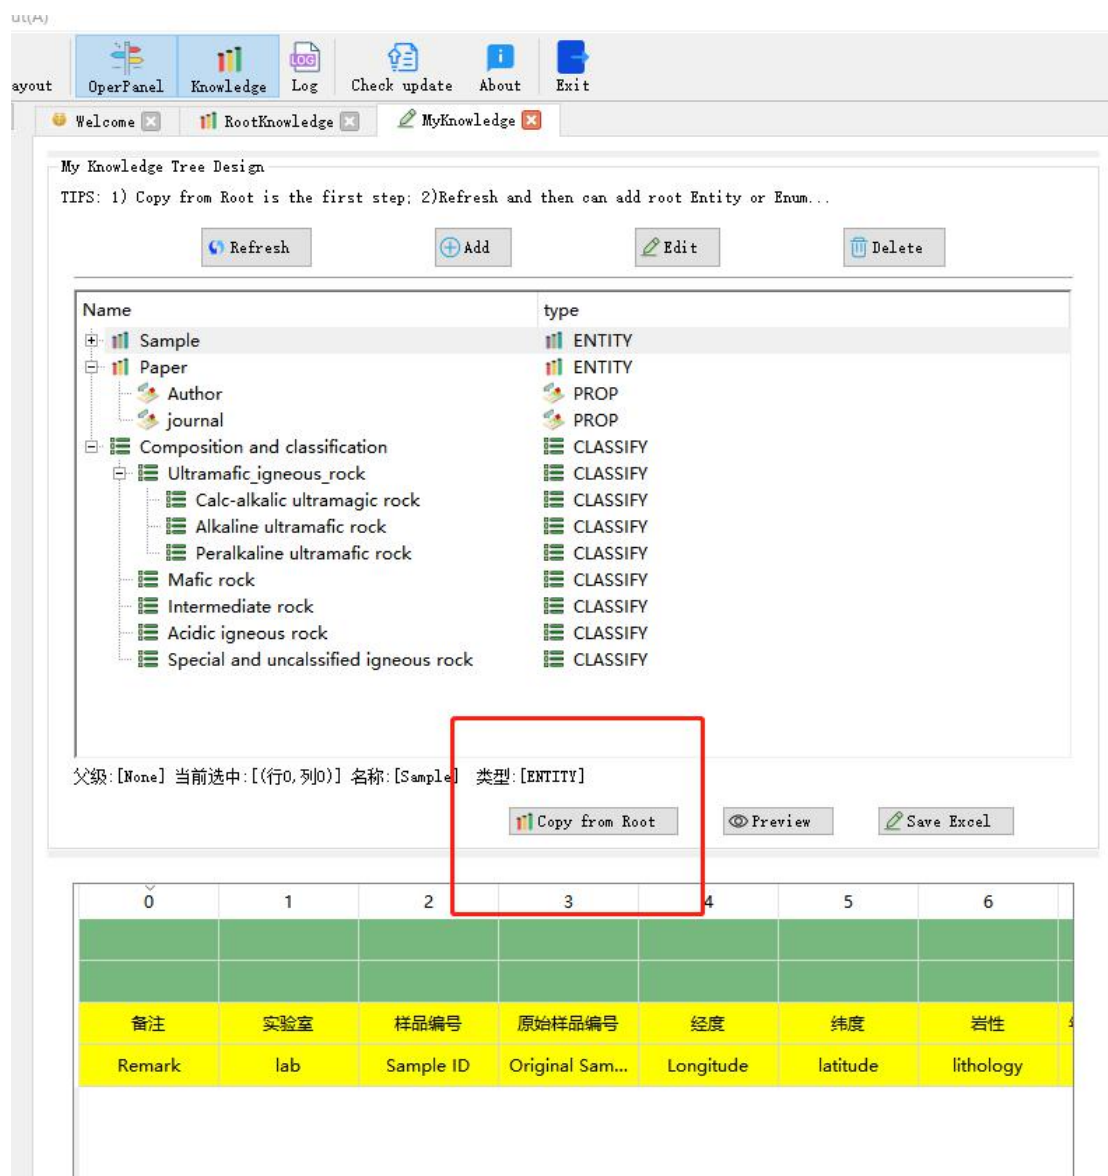 ut(A)
ayout OperPanel Knowledge Log Check update About Exit
Welcome RootKnowledge MyKnowledge
My Knowledge Tree Design
TIPS: 1) Copy from Root is the first step; 2)Refresh and then can add root Entity or Enum...
Refresh Add Edit Delete
Name type
Sample ENTITY
Paper ENTITY
Author PROP
journal PROP
Composition and classification CLASSIFY
Ultramafic_igneous_rock CLASSIFY
Calc-alkalic ultramagic rock CLASSIFY
Alkaline ultramafic rock CLASSIFY
Peralkaline ultramafic rock CLASSIFY
Mafic rock CLASSIFY
Intermediate rock CLASSIFY
Acidic igneous rock CLASSIFY
Special and uncalssified igneous rock CLASSIFY
父级:[None] 当前选中:[(行0,列0)] 名称:[Sample] 类型:[ENTITY]
Copy from Root Preview Save Excel
0 1 2 3 4 5 6
备注 实验室 样品编号 原始样品编号 经度 纬度 岩性
Remark lab Sample ID Original Sam... Longitude latitude lithology